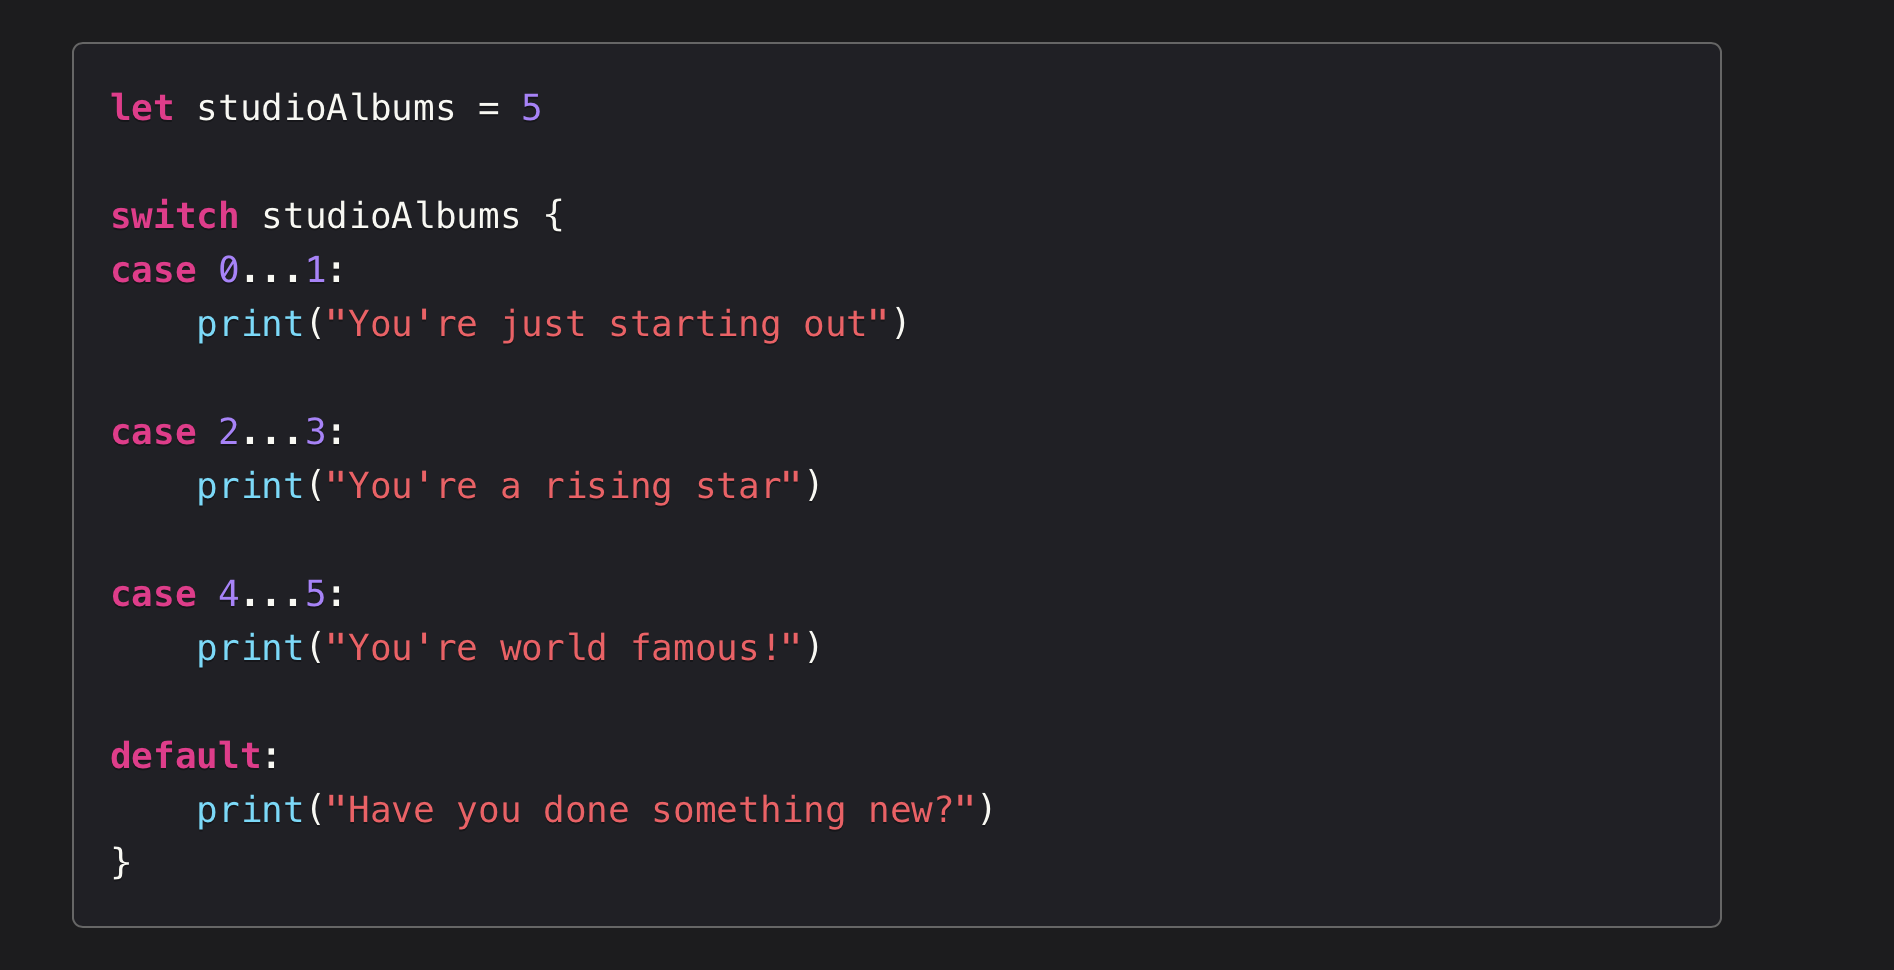 let studioAlbums = 5
switch studioAlbums {
case 0...1:
    print("You're just starting out")
case 2...3:
    print("You're a rising star")
case 4...5:
    print("You're world famous!")
default:
    print("Have you done something new?")
}